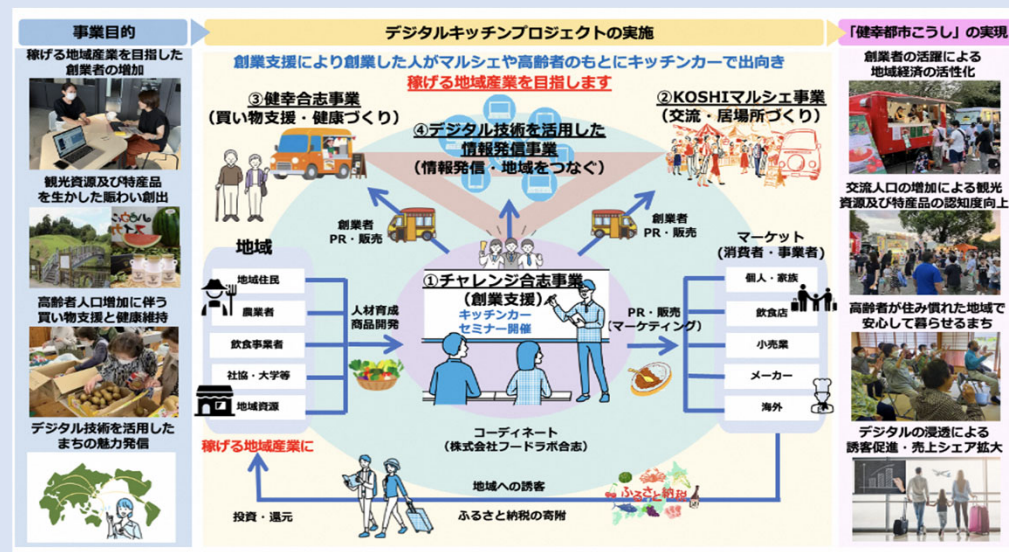 事業目的
デジタルキッチンプロジェクトの実施
「健幸都市こうし」の実現
稼げる地域産業を目指した
創業者の増加
観光資源及び特産品
を生かした賑わい創出
高齢者人口増加に伴う
買い物支援と健康維持
デジタル技術を活用した
まちの魅力発信
創業支援により創業した人がマルシェや高齢者のもとにキッチンカーで出向き
稼げる地域産業を目指します
③健幸合志事業
(買い物支援・健康づくり)
④デジタル技術を活用した
情報発信事業
(情報発信・地域をつなぐ)
②KOSHIマルシェ事業
(交流・居場所づくり)
創業者
PR・販売
創業者
PR・販売
地域
地域住民
農業者
飲食事業者
社協・大学等
地域資源
人材育成
商品開発
①チャレンジ合志事業
(創業支援)
キッチンカー
セミナー開催
PR・販売
(マーケティング)
マーケット
(消費者・事業者)
個人・家族
飲食店
小売業
メーカー
海外
コーディネート
(株式会社フードラボ合志)
稼げる地域産業に
投資・還元
地域への誘客
ふるさと納税の寄附
ふるさと納税
創業者の活躍による
地域経済の活性化
交流人口の増加による観光
資源及び特産品の認知度向上
高齢者が住み慣れた地域で
安心して暮らせるまち
デジタルの浸透による
誘客促進・売上シェア拡大